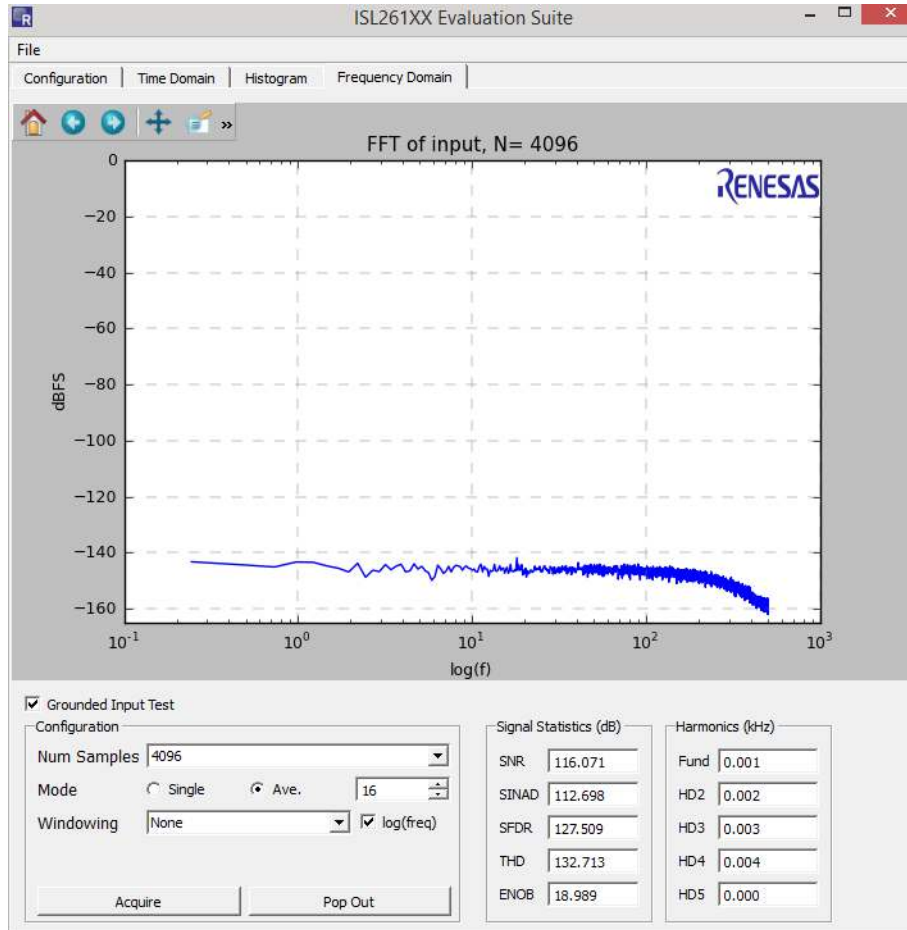 ISL261XX Evaluation Suite
File
Configuration Time Domain Histogram Frequency Domain
»
FFT of input, N= 4096
RENESAS
0
−20
−40
−60
−80
−100
−120
−140
−160
dBFS
10^-1 10^0 10^1 10^2 10^3
log(f)
Grounded Input Test
Configuration
Num Samples 4096
Mode Single Ave. 16
Windowing None log(freq)
Acquire Pop Out
Signal Statistics (dB)
SNR 116.071
SINAD 112.698
SFDR 127.509
THD 132.713
ENOB 18.989
Harmonics (kHz)
Fund 0.001
HD2 0.002
HD3 0.003
HD4 0.004
HD5 0.000